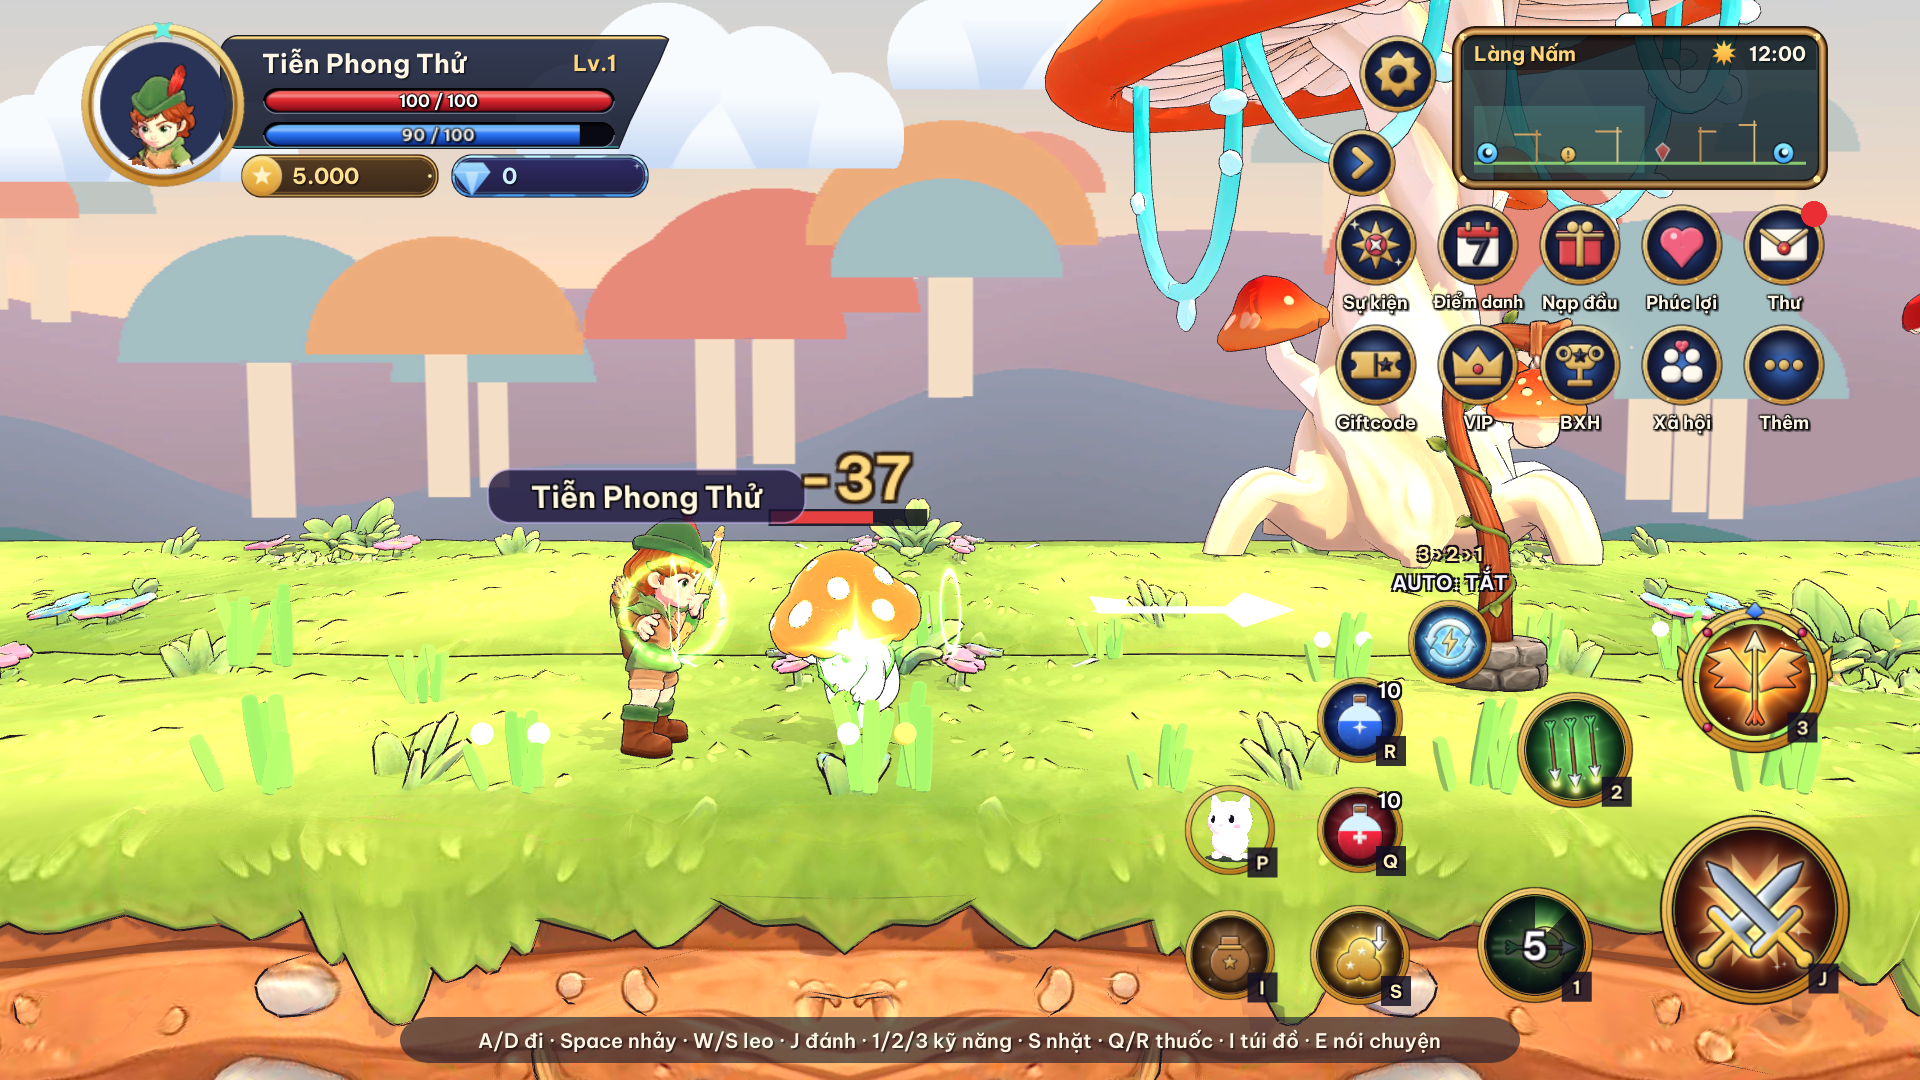 Tiễn Phong Thử
Lv.1
100 / 100
90 / 100
5.000
0
Làng Nấm
12:00
7
Sự kiện
Điểm danh
Nạp đầu
Phúc lợi
Thư
Giftcode
VIP
BXH
Xã hội
Thêm
-37
Tiễn Phong Thử
3›2›1
AUTO: TẮT
10
R
3
2
10
Q
P
I
S
5
1
J
A/D đi · Space nhảy · W/S leo · J đánh · 1/2/3 kỹ năng · S nhặt · Q/R thuốc · I túi đồ · E nói chuyện